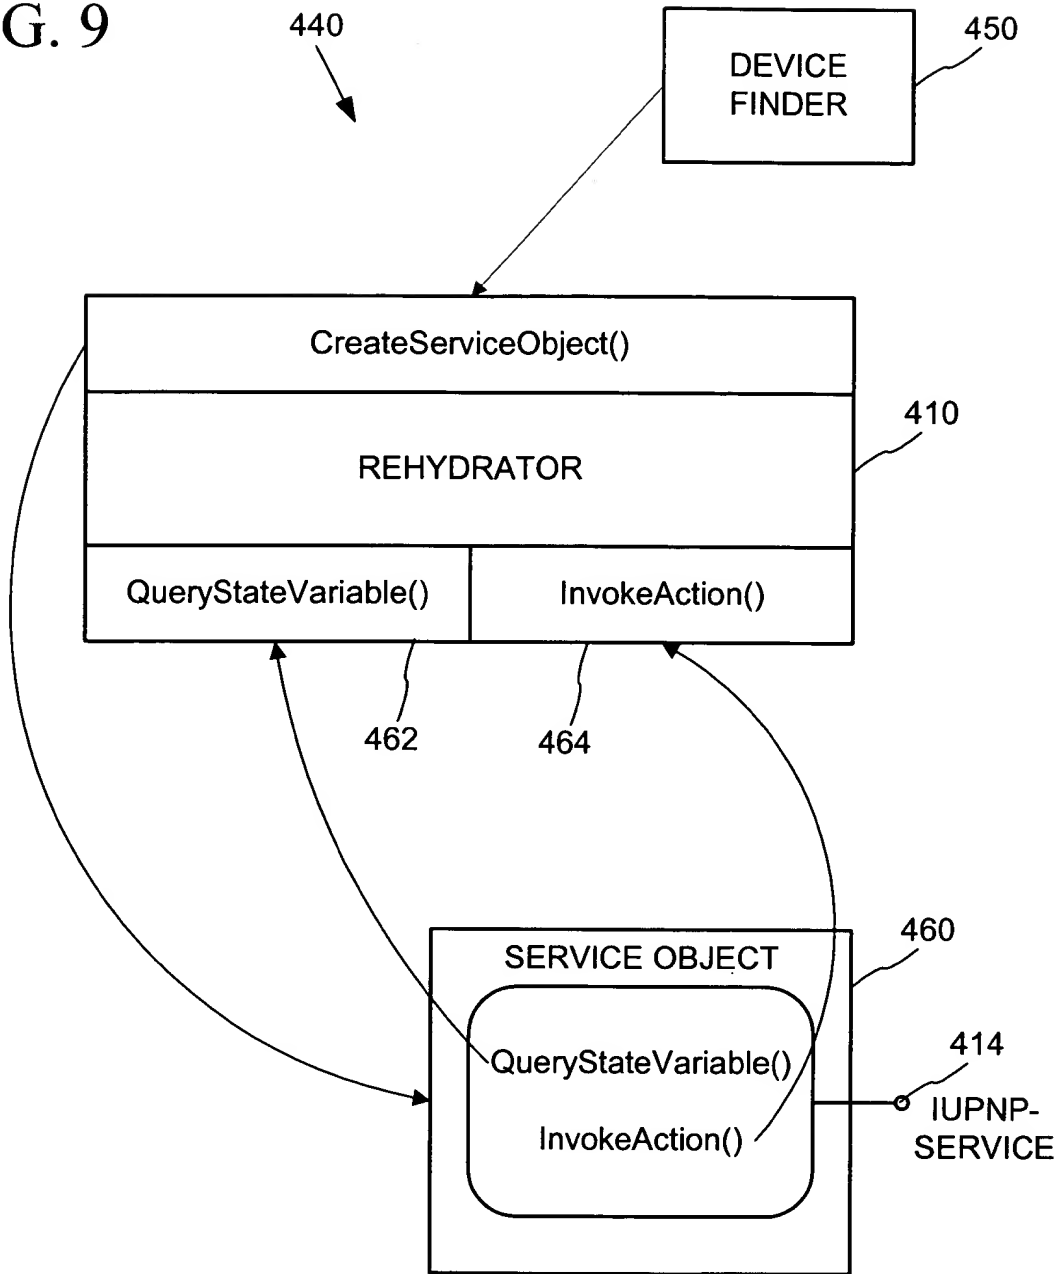 G. 9
440
450
DEVICE
FINDER
CreateServiceObject()
410
REHYDRATOR
QueryStateVariable()
InvokeAction()
462
464
460
SERVICE OBJECT
QueryStateVariable()
414
InvokeAction()
IUPNP-
SERVICE